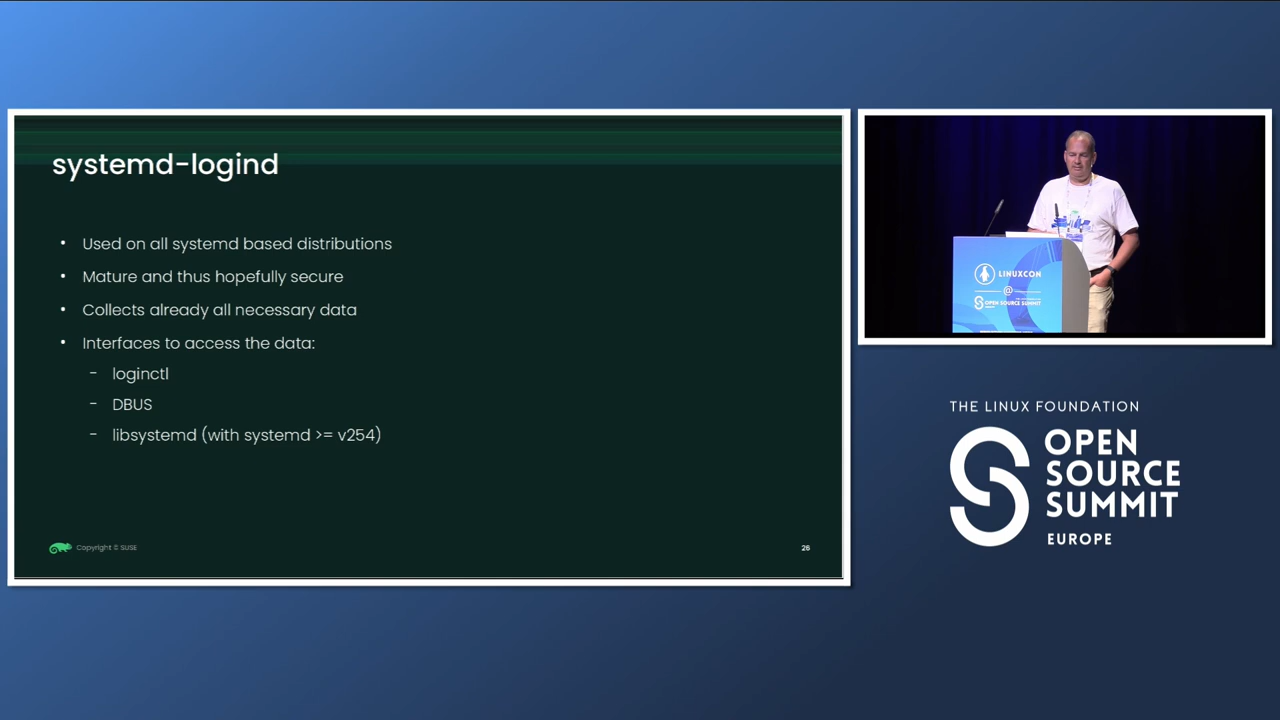 systemd-logind
• Used on all systemd based distributions
• Mature and thus hopefully secure
• Collects already all necessary data
• Interfaces to access the data:
- loginctl
- DBUS
- libsystemd (with systemd >= v254)
Copyright © SUSE
26
LINUXCON
@
OPEN SOURCE SUMMIT
THE LINUX FOUNDATION
OPEN
SOURCE
SUMMIT
EUROPE